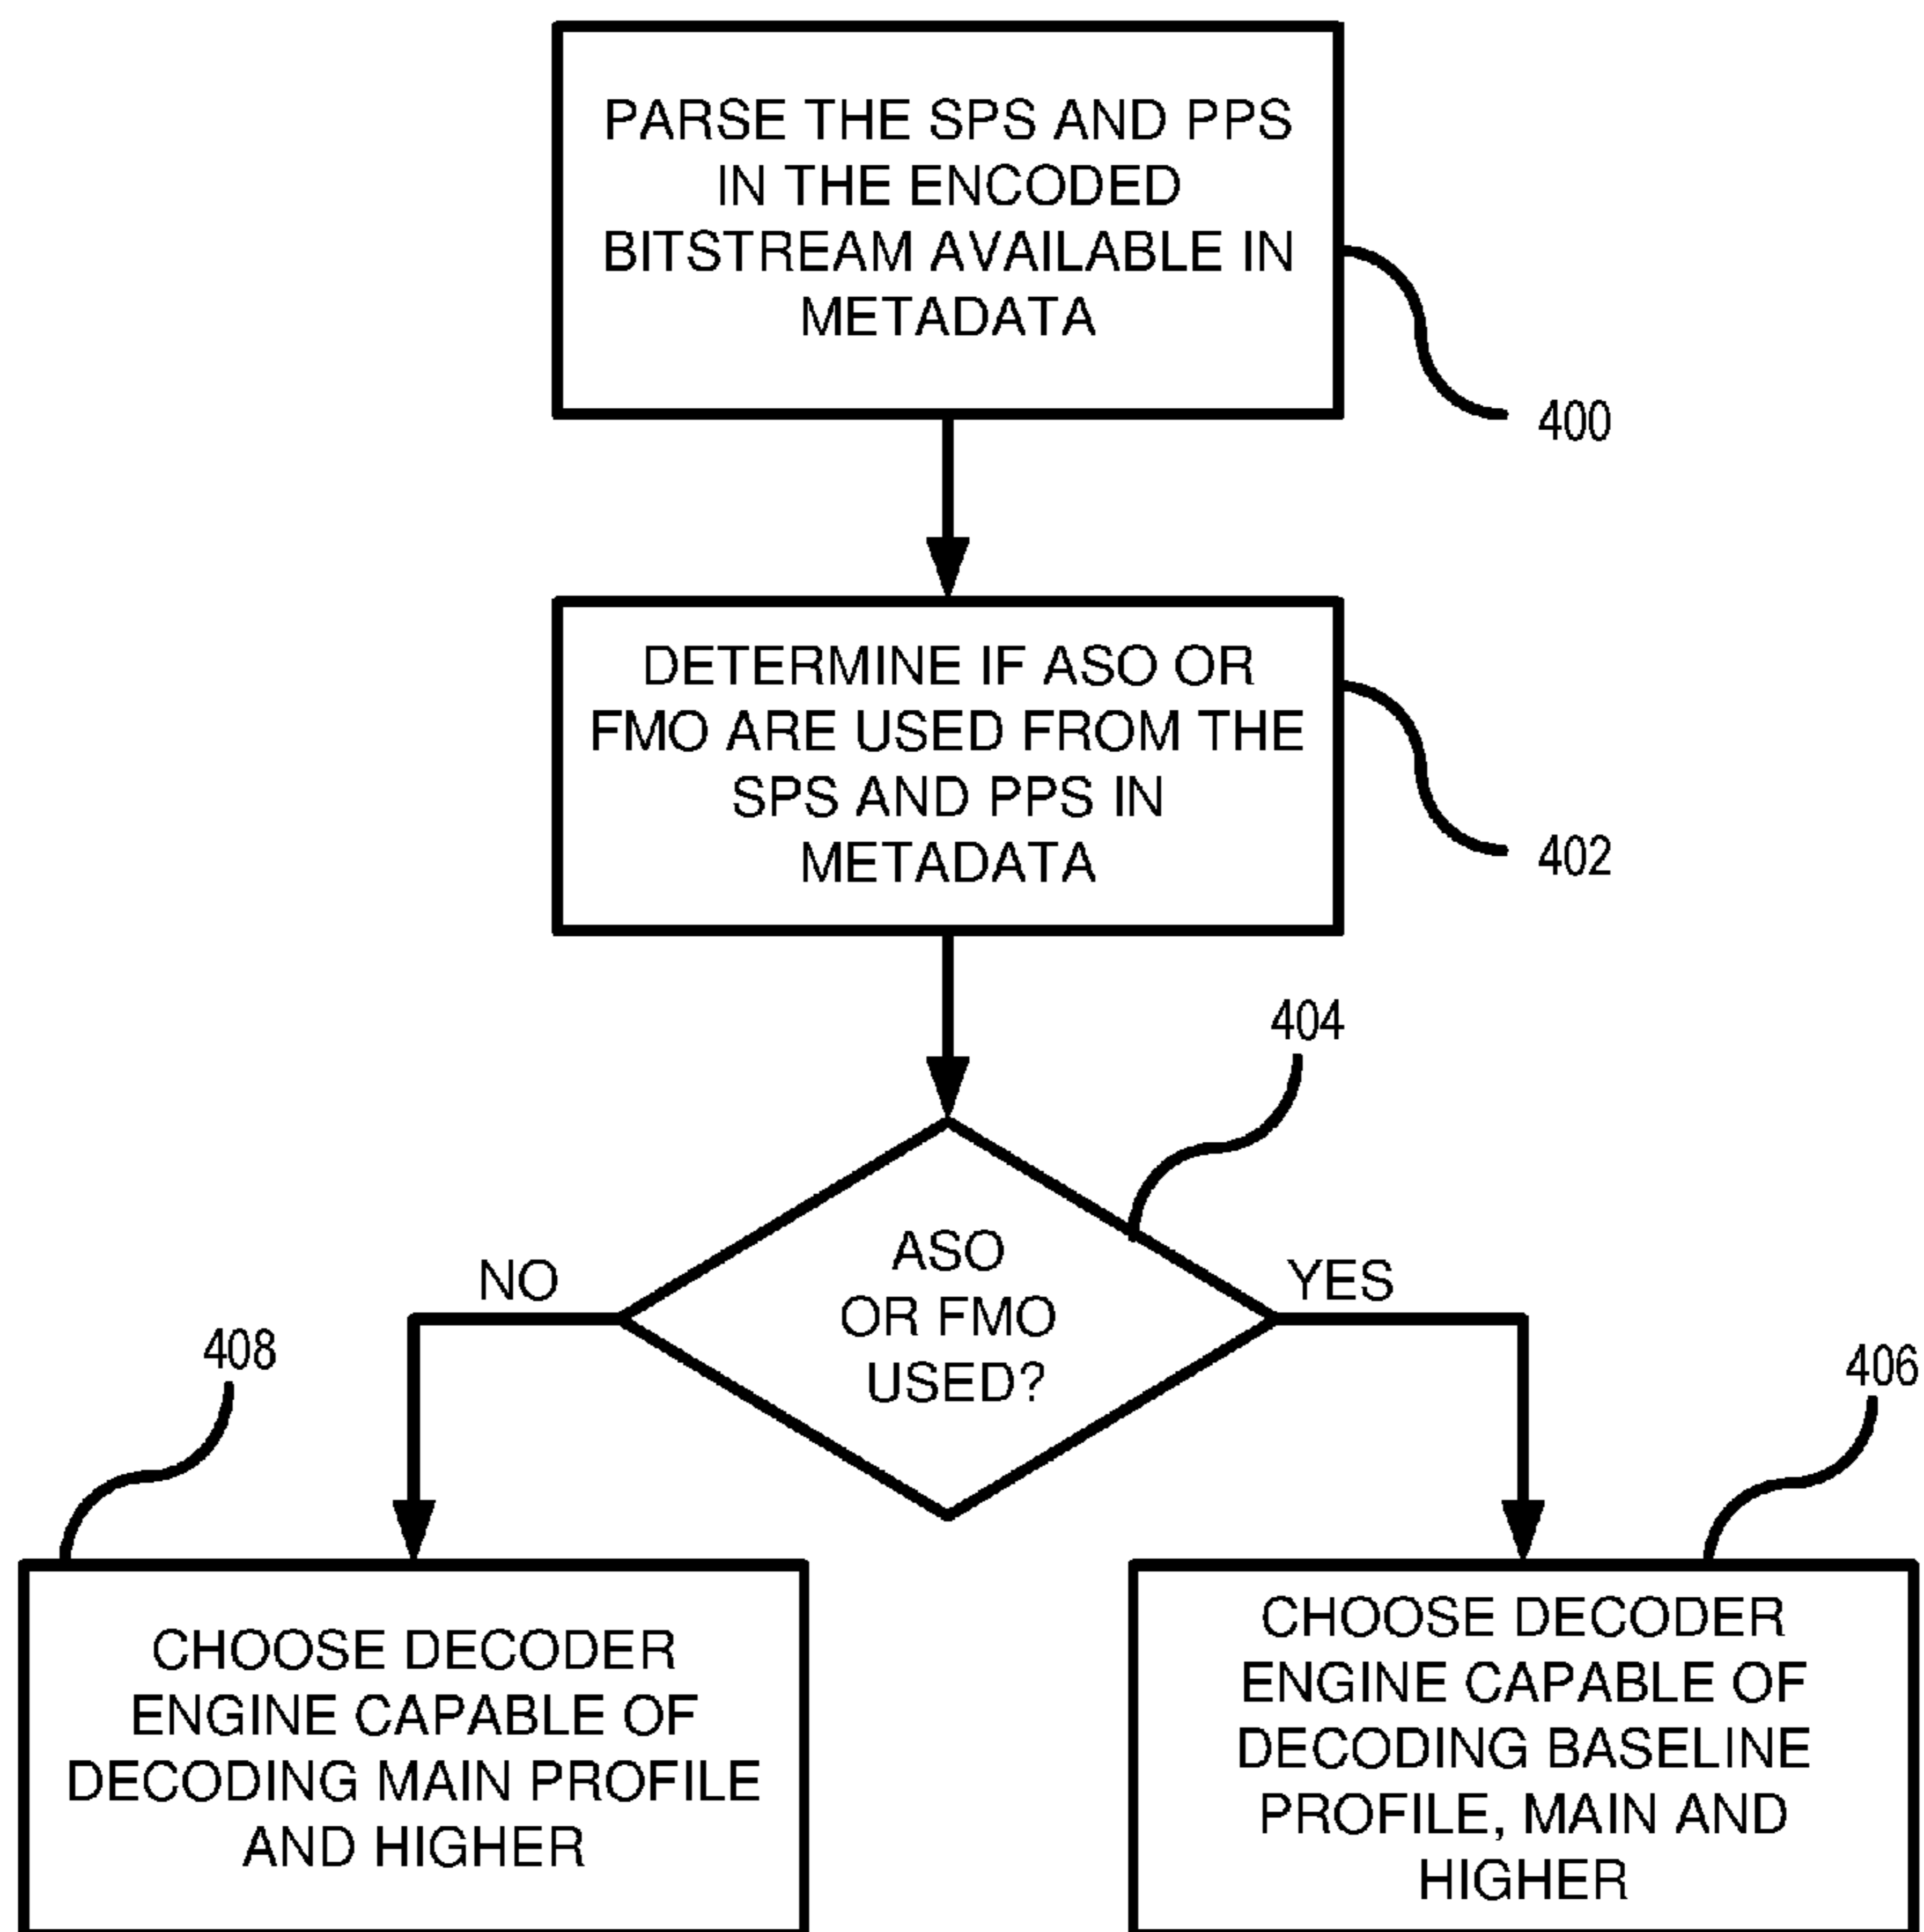 PARSE THE SPS AND PPS
IN THE ENCODED
BITSTREAM AVAILABLE IN
METADATA
400
DETERMINE IF ASO OR
FMO ARE USED FROM THE
SPS AND PPS IN
METADATA
402
404
ASO
OR FMO
USED?
NO
YES
408
406
CHOOSE DECODER
ENGINE CAPABLE OF
DECODING MAIN PROFILE
AND HIGHER
CHOOSE DECODER
ENGINE CAPABLE OF
DECODING BASELINE
PROFILE, MAIN AND
HIGHER